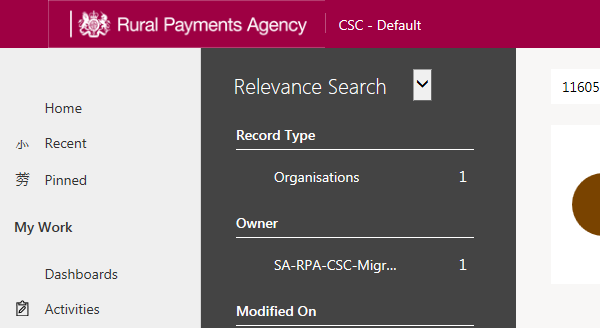 Rural Payments Agency
CSC - Default
Relevance Search
11605
Home
Recent
Pinned
My Work
Dashboards
Activities
Record Type
Organisations 1
Owner
SA-RPA-CSC-Migr... 1
Modified On